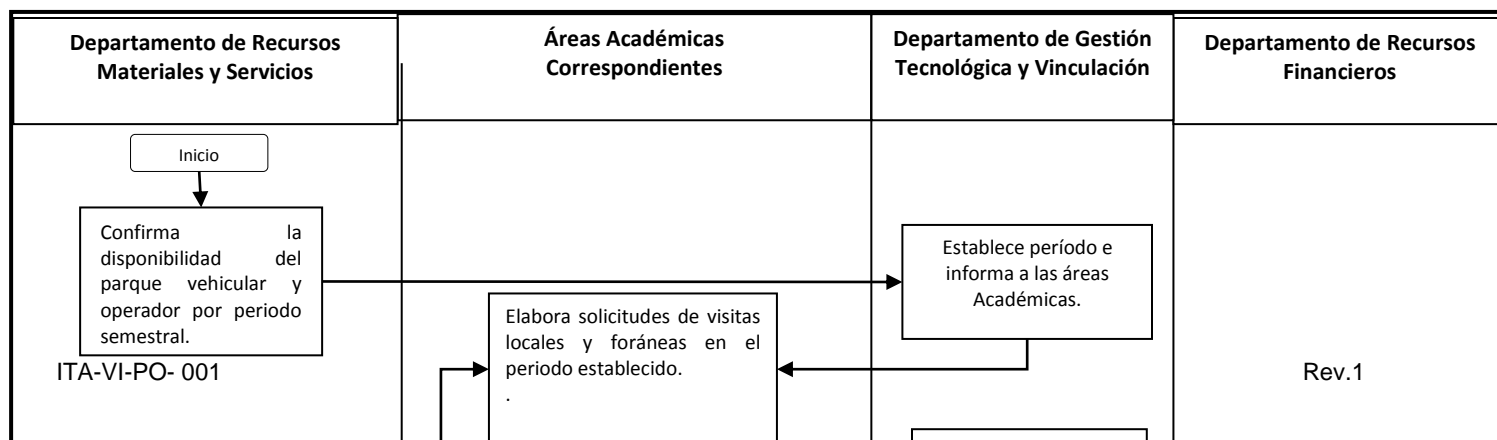 Departamento de Recursos
Materiales y Servicios
Áreas Académicas
Correspondientes
Departamento de Gestión
Tecnológica y Vinculación
Departamento de Recursos
Financieros
Inicio
Confirma la
disponibilidad del
parque vehicular y
operador por periodo
semestral.
Establece período e
informa a las áreas
Académicas.
Elabora solicitudes de visitas
locales y foráneas en el
periodo establecido.
.
ITA-VI-PO- 001
Rev.1